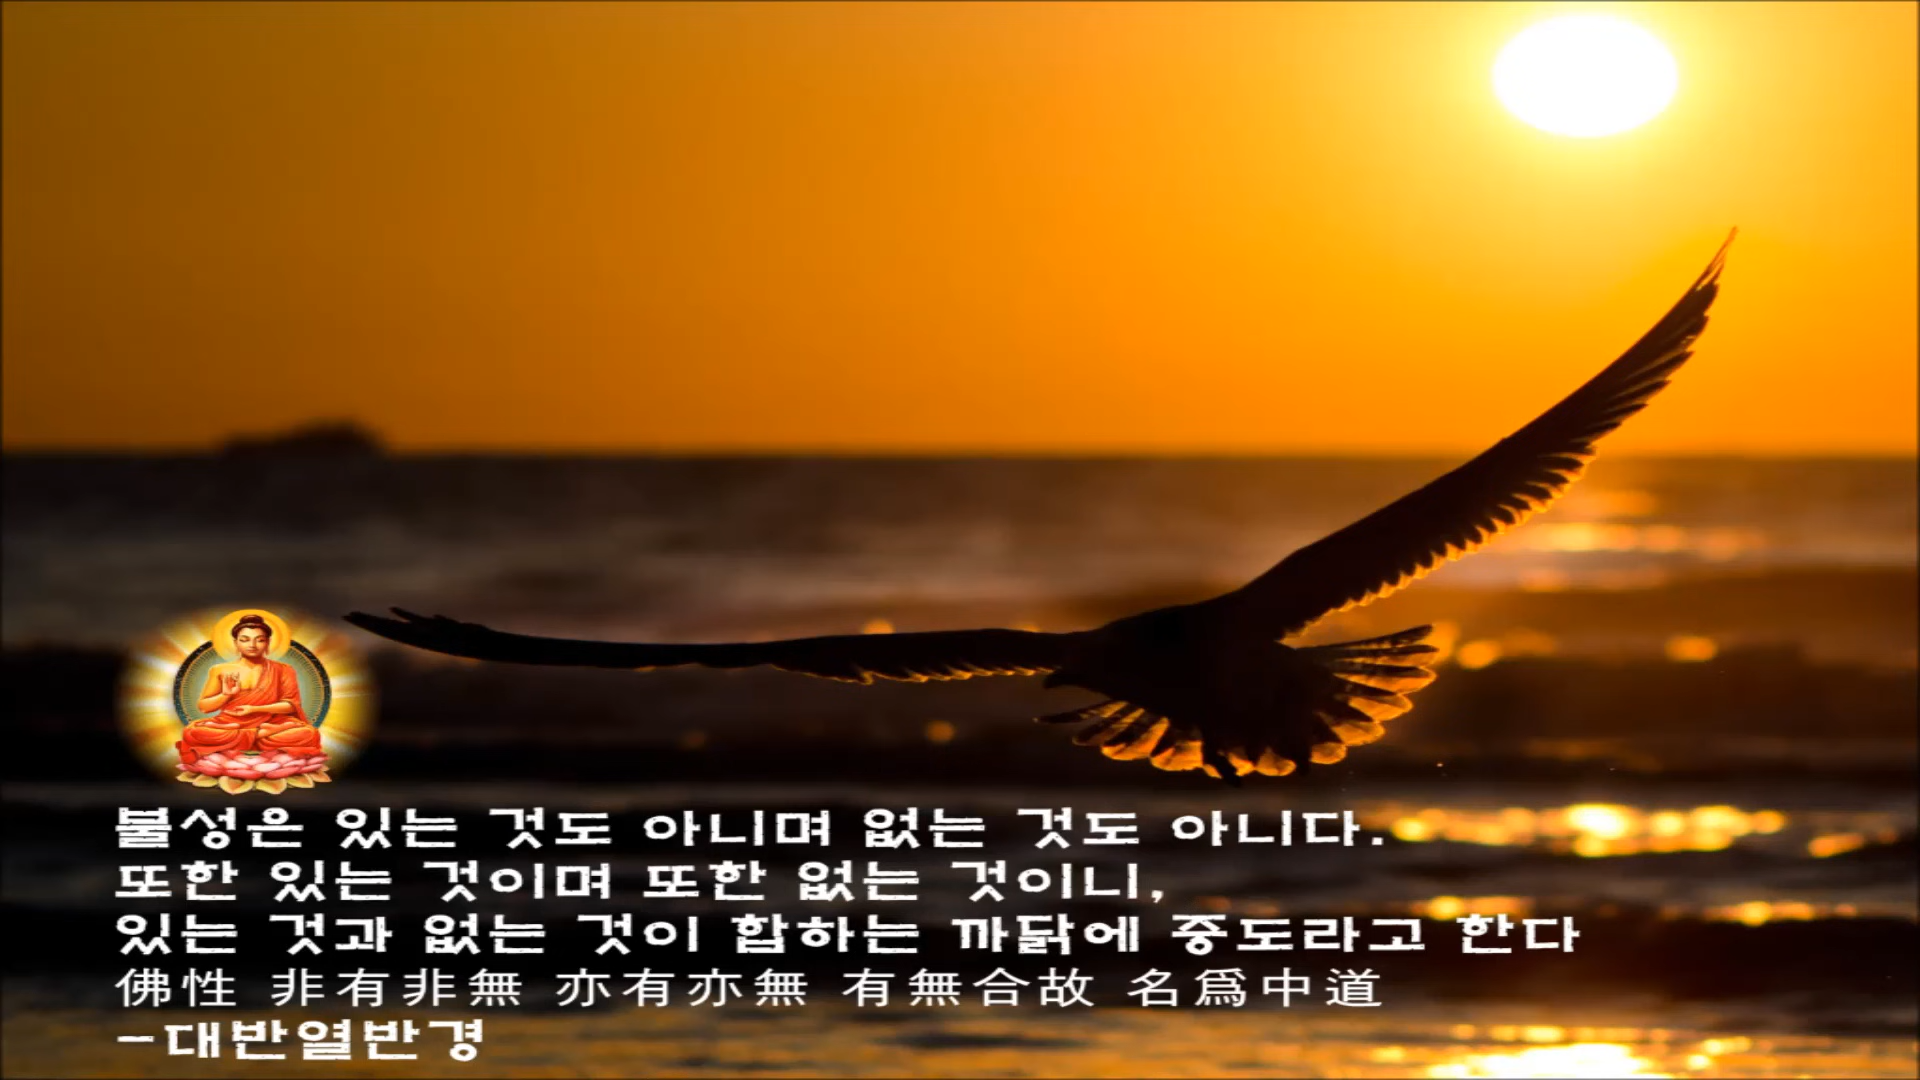 불성은 있는 것도 아니며 없는 것도 아니다.
또한 있는 것이며 또한 없는 것이니,
있는 것과 없는 것이 합하는 까닭에 중도라고 한다
佛性 非有非無 亦有亦無 有無合故 名爲中道
-대반열반경